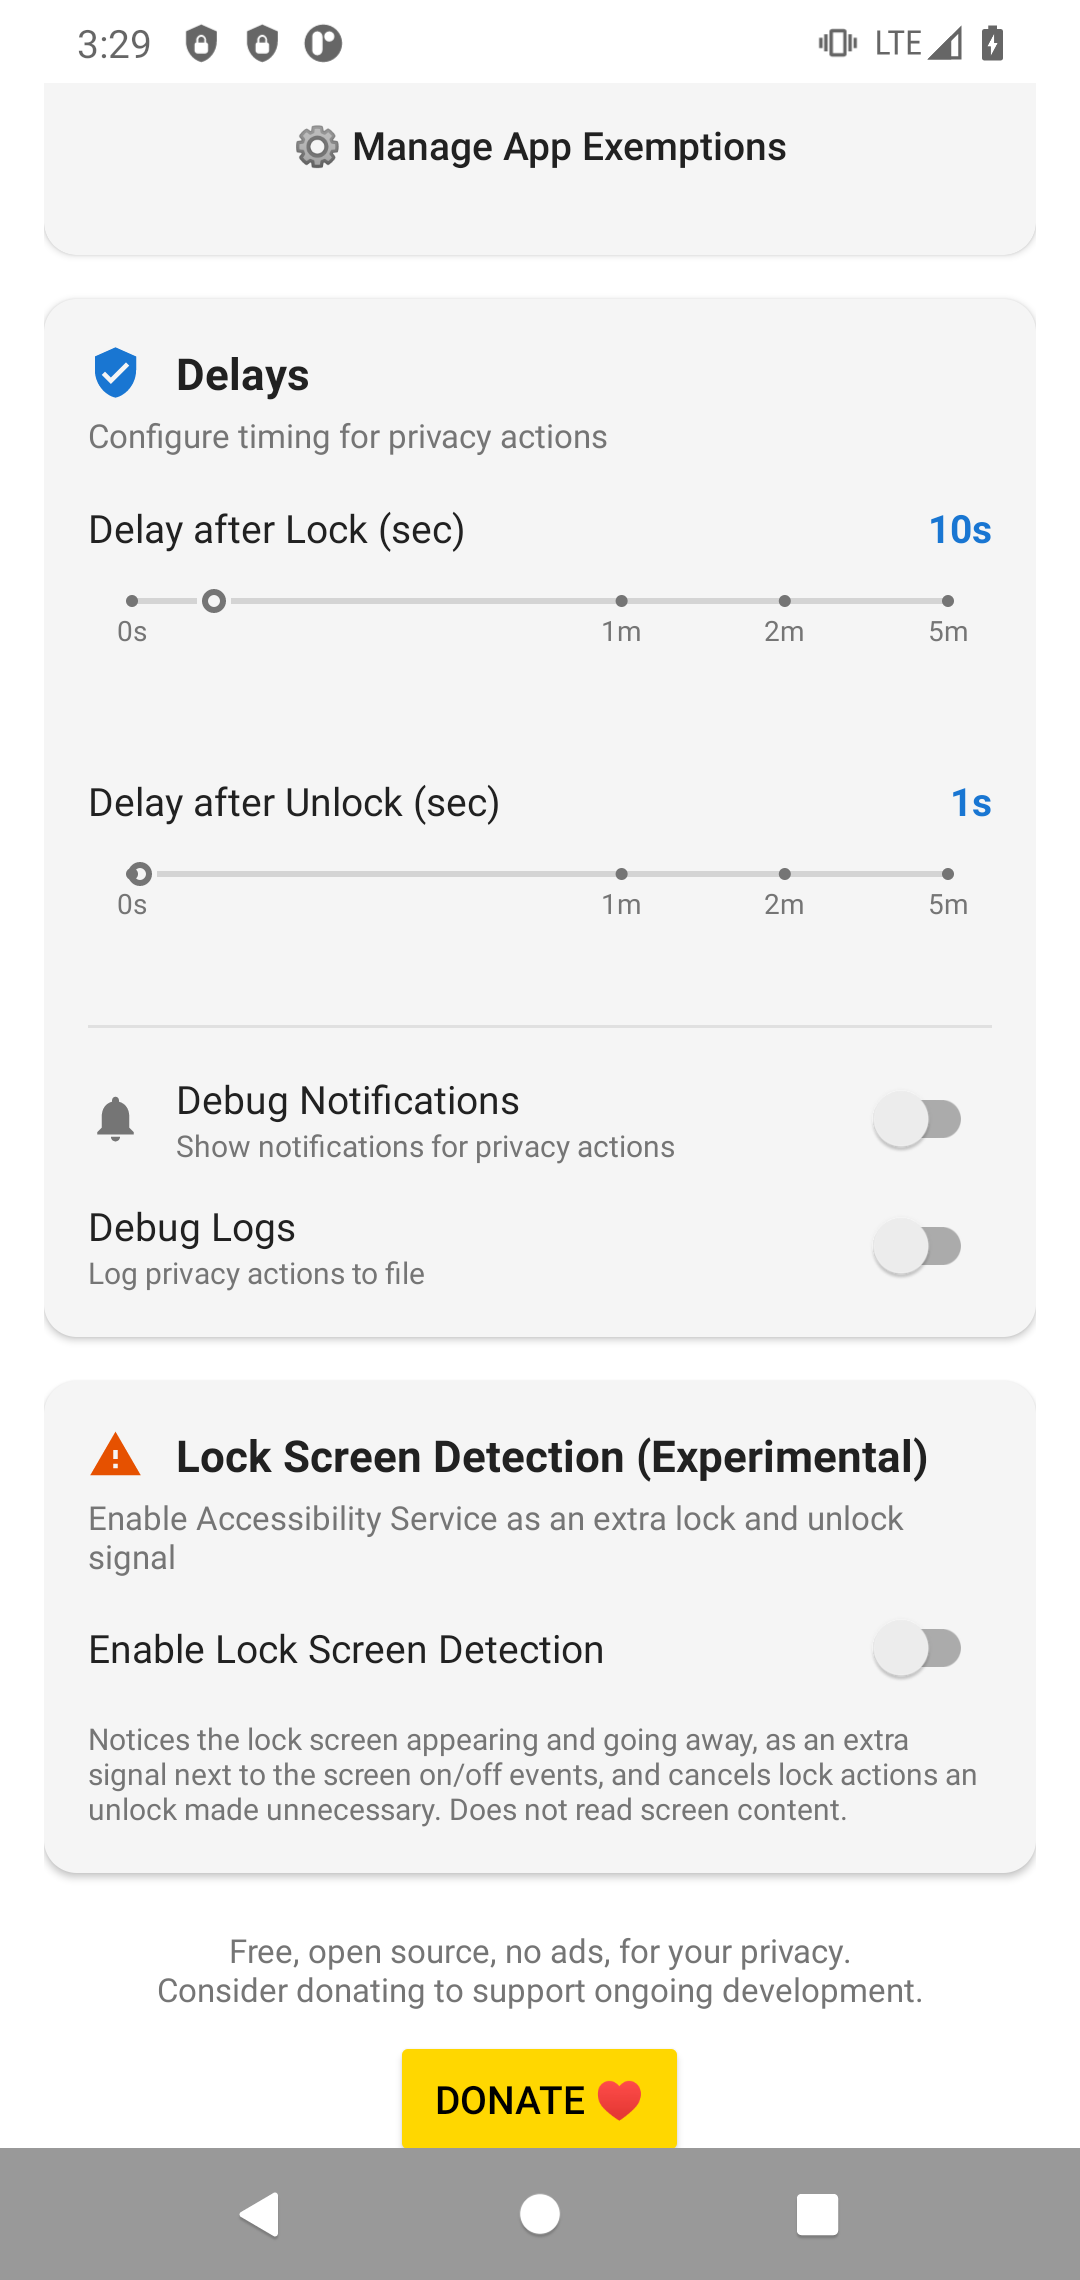 3:29
LTE
Manage App Exemptions
Delays
Configure timing for privacy actions
Delay after Lock (sec)
10s
0s 1m 2m 5m
Delay after Unlock (sec)
1s
0s 1m 2m 5m
Debug Notifications
Show notifications for privacy actions
Debug Logs
Log privacy actions to file
Lock Screen Detection (Experimental)
Enable Accessibility Service as an extra lock and unlock
signal
Enable Lock Screen Detection
Notices the lock screen appearing and going away, as an extra
signal next to the screen on/off events, and cancels lock actions an
unlock made unnecessary. Does not read screen content.
Free, open source, no ads, for your privacy.
Consider donating to support ongoing development.
DONATE